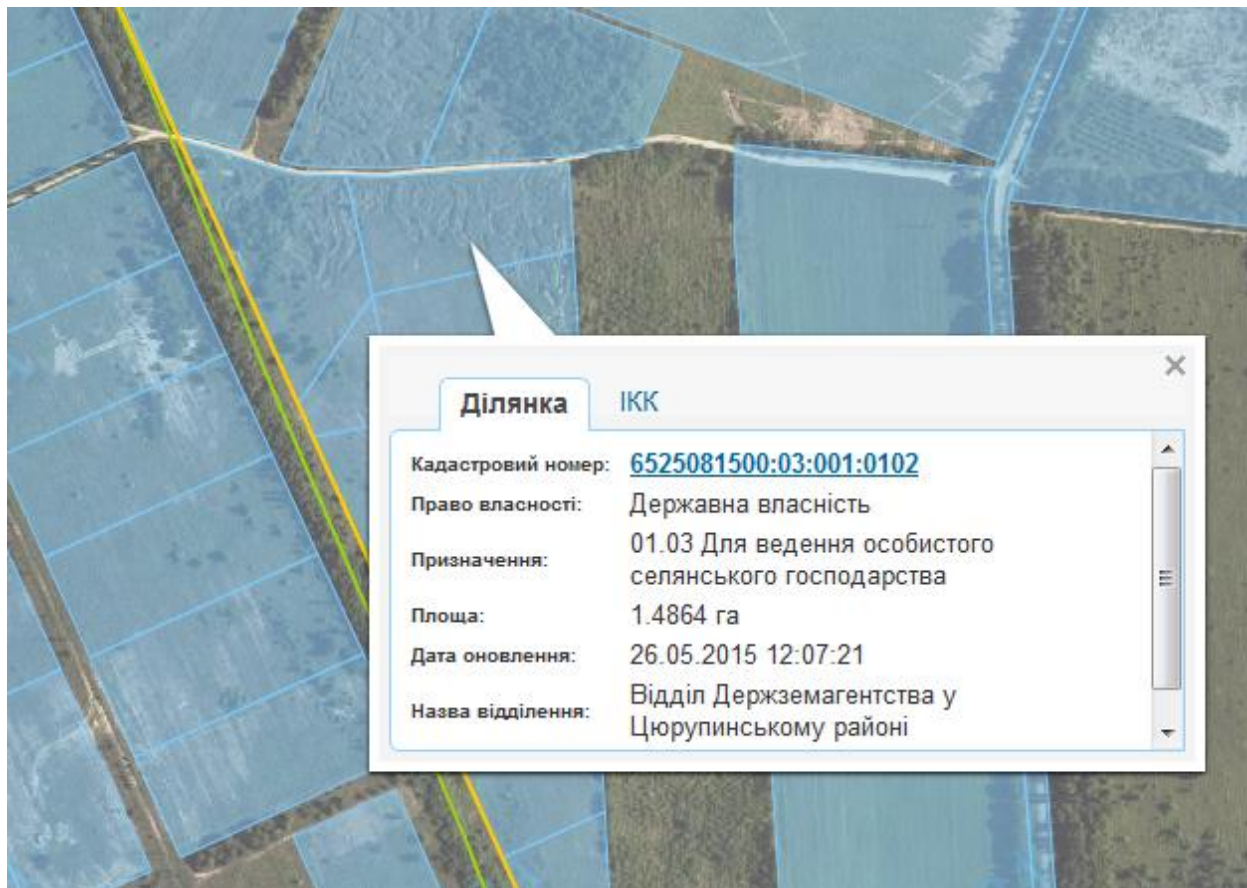 Ділянка ІКК
Кадастровий номер: 6525081500:03:001:0102
Право власності: Державна власність
Призначення: 01.03 Для ведення особистого
селянського господарства
Площа: 1.4864 га
Дата оновлення: 26.05.2015 12:07:21
Назва відділення: Відділ Держземагентства у
Цюрупинському районі